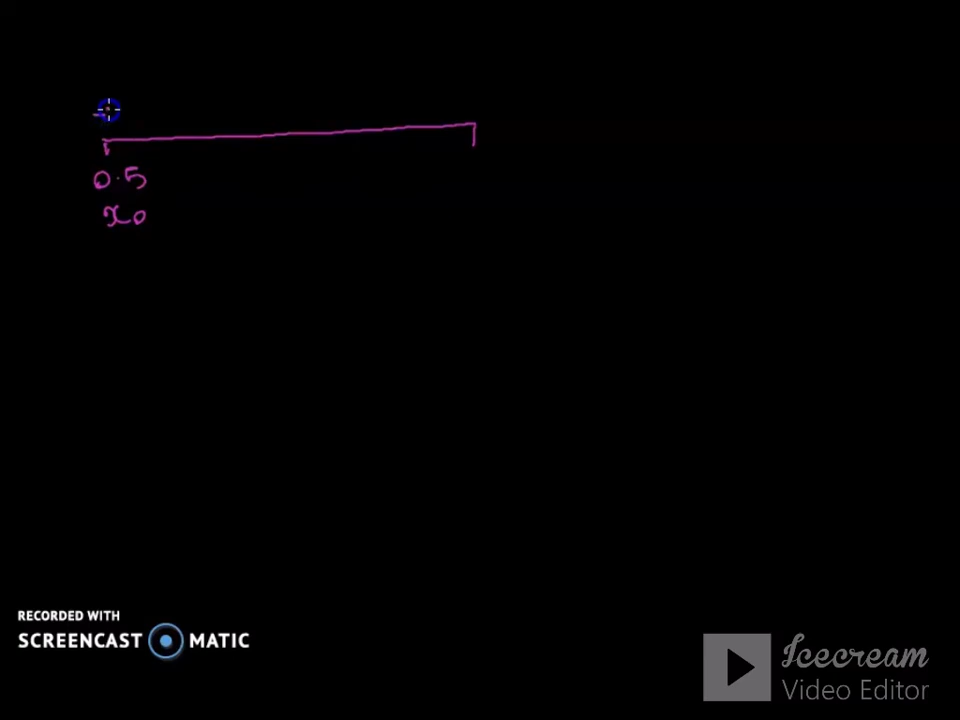 0.5
x0
RECORDED WITH
SCREENCAST MATIC
Icecream
Video Editor